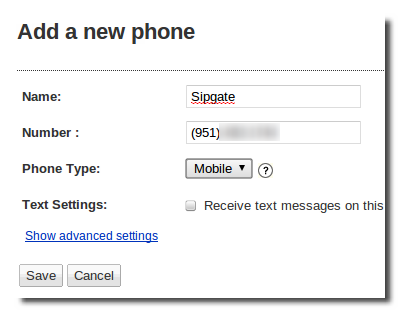 Add a new phone
Name: Sipgate
Number : (951)
Phone Type: Mobile ▼ ?
Text Settings: Receive text messages on this
Show advanced settings
Save Cancel